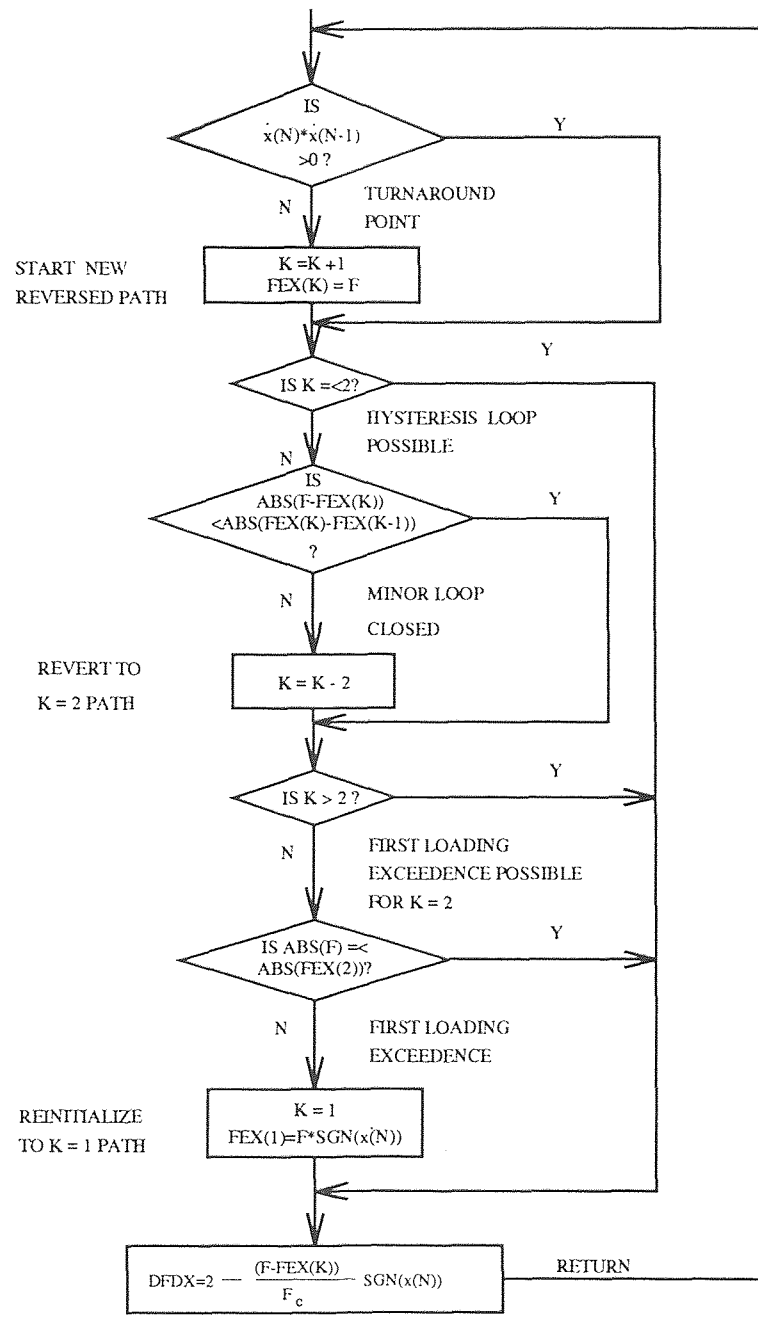 IS
ẋ(N)*ẋ(N-1)
>0 ?
Y
N
TURNAROUND
POINT
START NEW
REVERSED PATH
K =K +1
FEX(K) = F
Y
IS K =<2?
HYSTERESIS LOOP
POSSIBLE
N
IS
ABS(F-FEX(K))
<ABS(FEX(K)-FEX(K-1))
?
Y
N
MINOR LOOP
CLOSED
REVERT TO
K = 2 PATH
K = K - 2
Y
IS K > 2 ?
N
FIRST LOADING
EXCEEDENCE POSSIBLE
FOR K = 2
IS ABS(F) =<
ABS(FEX(2))?
Y
N
FIRST LOADING
EXCEEDENCE
REINITIALIZE
TO K = 1 PATH
K = 1
FEX(1)=F*SGN(ẋ(N))
DFDX=2 — (F-FEX(K)) / F_c SGN(x(N))
RETURN